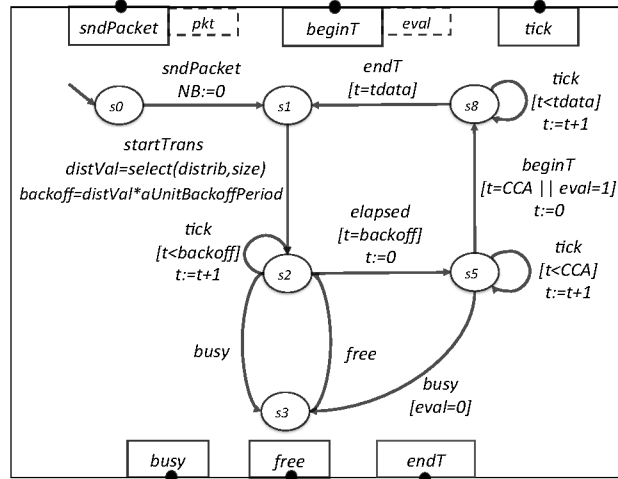 sndPacket pkt beginT eval tick
sndPacket
NB:=0
endT
[t=tdata]
tick
[t<tdata]
t:=t+1
s0
s1
s8
startTrans
distVal=select(distrib,size)
backoff=distVal*aUnitBackoffPeriod
beginT
[t=CCA || eval=1]
t:=0
tick
[t<backoff]
t:=t+1
elapsed
[t=backoff]
t:=0
tick
[t<CCA]
t:=t+1
s2
s5
busy
free
busy
[eval=0]
s3
busy free endT